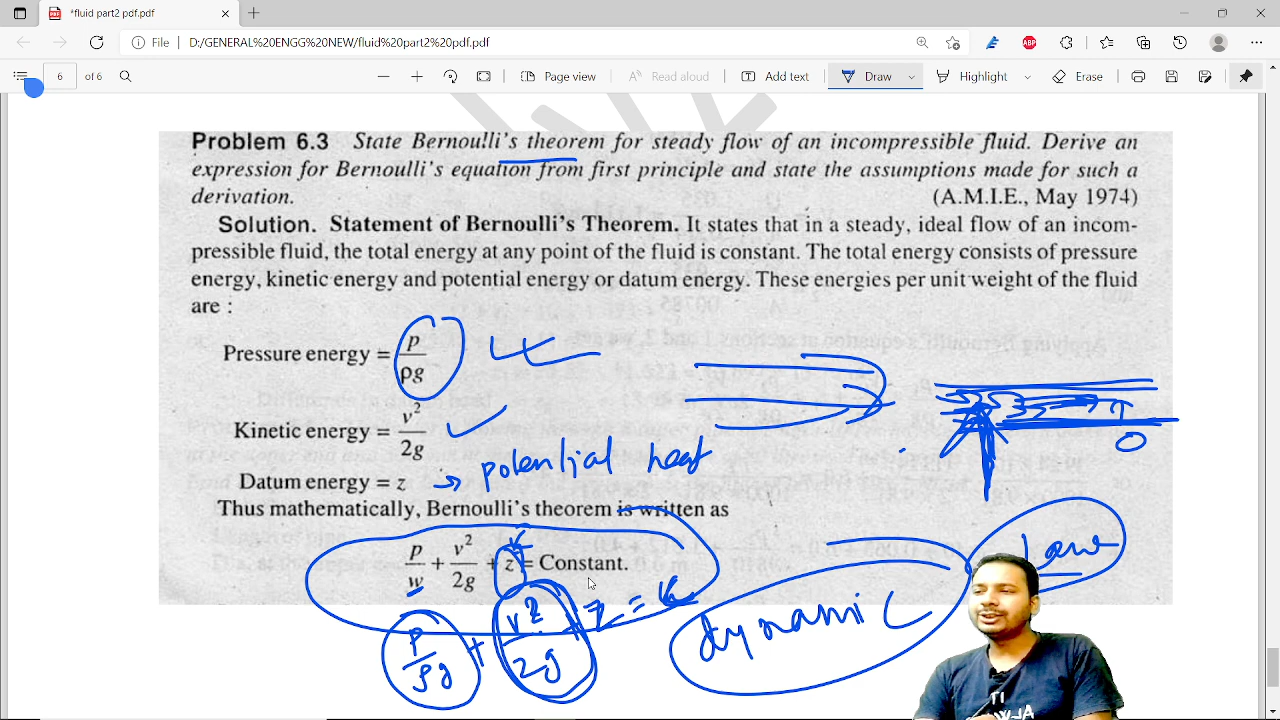 *fluid part2 pdf.pdf
File D:/GENERAL%20ENGG%20NEW/fluid%20part2%20pdf.pdf
6 of 6 Page view Read aloud Add text Draw Highlight Erase
Problem 6.3 State Bernoulli's theorem for steady flow of an incompressible fluid. Derive an
expression for Bernoulli's equation from first principle and state the assumptions made for such a
derivation. (A.M.I.E., May 1974)
Solution. Statement of Bernoulli's Theorem. It states that in a steady, ideal flow of an incom-
pressible fluid, the total energy at any point of the fluid is constant. The total energy consists of pressure
energy, kinetic energy and potential energy or datum energy. These energies per unit weight of the fluid
are :
Pressure energy = p/ρg
Kinetic energy = v²/2g
Datum energy = z → potential head
Thus mathematically, Bernoulli's theorem is written as
p/w + v²/2g + z = Constant.
p/ρg + v²/2g + z = c
dynamic